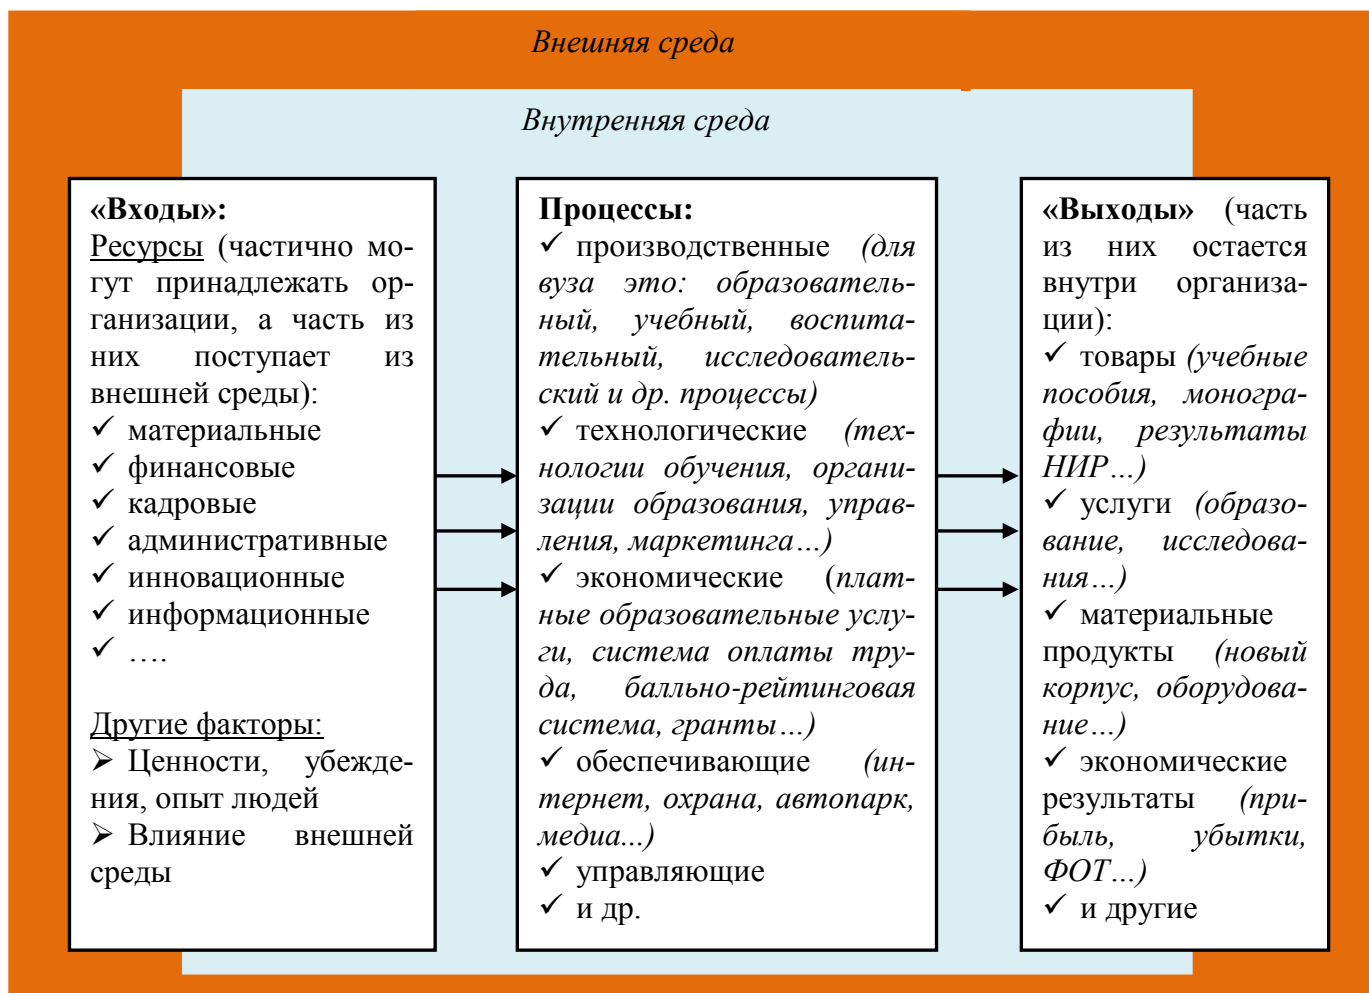 Внешняя среда
Внутренняя среда
«Входы»:
Ресурсы (частично мо-
гут принадлежать ор-
ганизации, а часть из
них поступает из
внешней среды):
✓ материальные
✓ финансовые
✓ кадровые
✓ административные
✓ инновационные
✓ информационные
✓ ….
Другие факторы:
➢ Ценности, убежде-
ния, опыт людей
➢ Влияние внешней
среды
Процессы:
✓ производственные (для
вуза это: образователь-
ный, учебный, воспита-
тельный, исследователь-
ский и др. процессы)
✓ технологические (тех-
нологии обучения, органи-
зации образования, управ-
ления, маркетинга…)
✓ экономические (плат-
ные образовательные услу-
ги, система оплаты тру-
да, балльно-рейтинговая
система, гранты…)
✓ обеспечивающие (ин-
тернет, охрана, автопарк,
медиа...)
✓ управляющие
✓ и др.
«Выходы» (часть
из них остается
внутри организа-
ции):
✓ товары (учебные
пособия, моногра-
фии, результаты
НИР…)
✓ услуги (образо-
вание, исследова-
ния…)
✓ материальные
продукты (новый
корпус, оборудова-
ние…)
✓ экономические
результаты (при-
быль, убытки,
ФОТ…)
✓ и другие